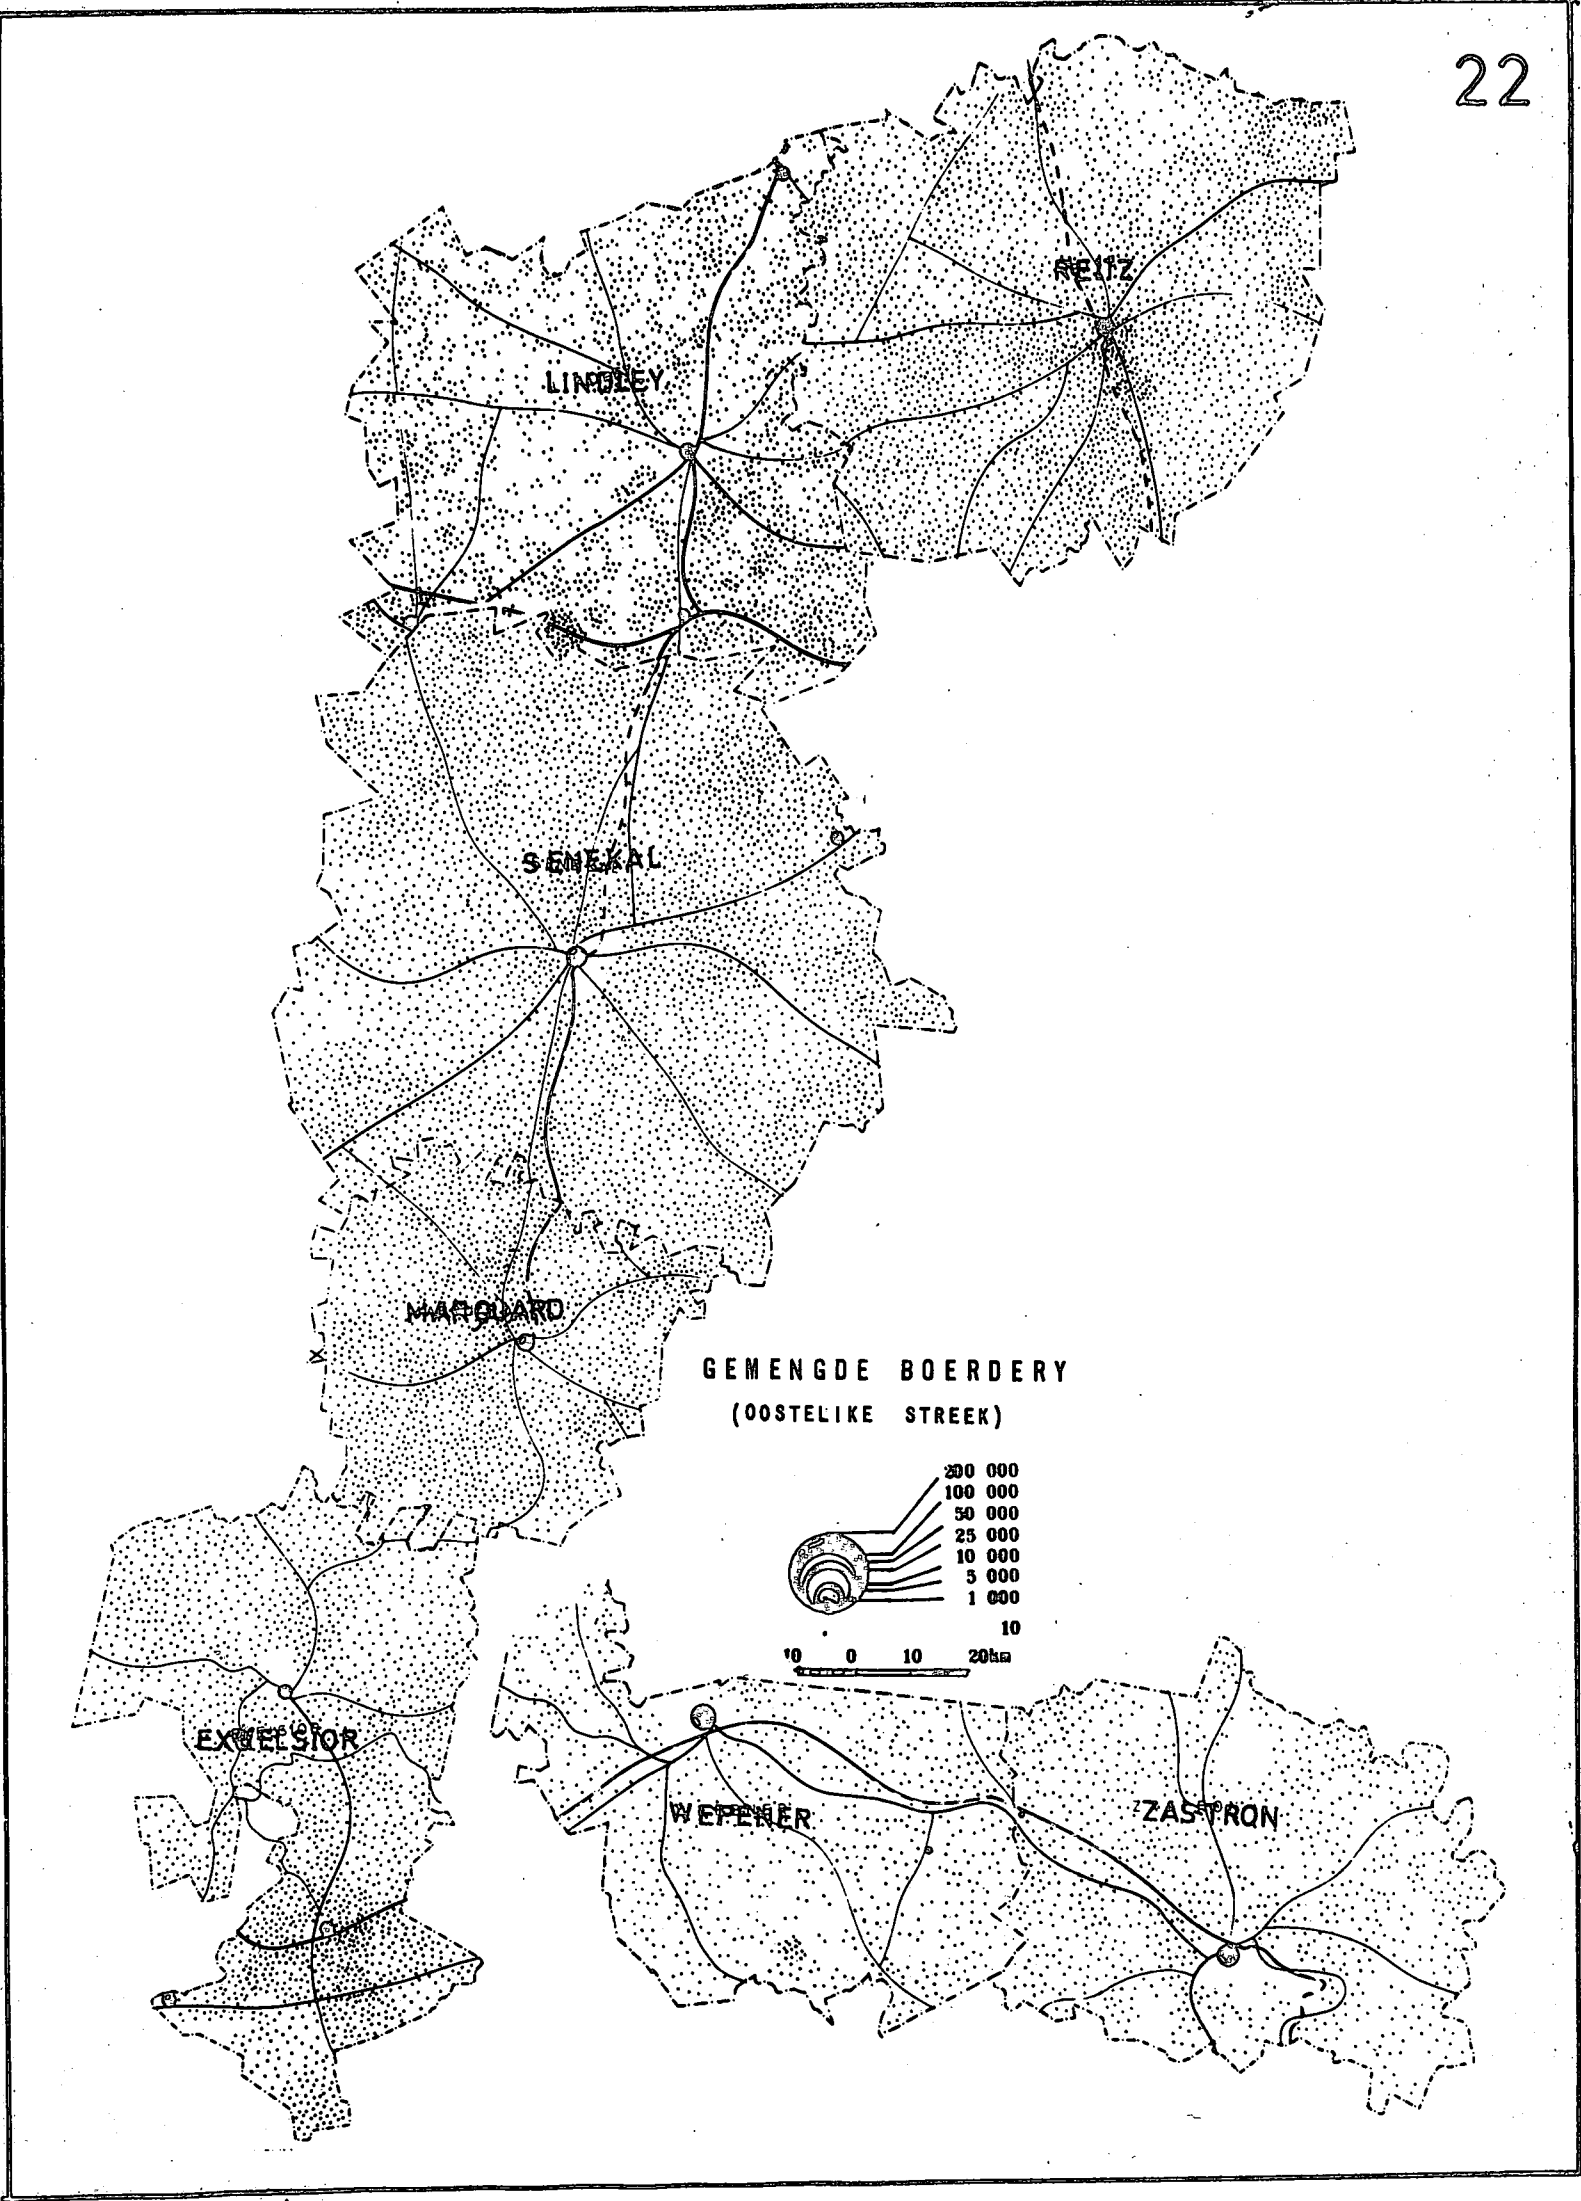 22
REITZ
LINDLEY
SENEKAL
MARQUARD
GEMENGDE BOERDERY
(OOSTELIKE STREEK)
200 000
100 000
50 000
25 000
10 000
5 000
1 000
10
10 0 10 20km
EXCELSIOR
WEPENER
ZASTRON